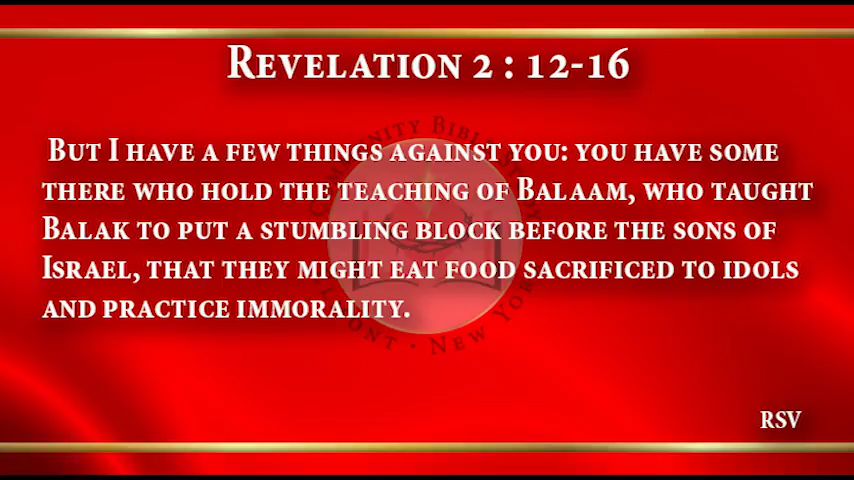 Revelation 2 : 12-16
But I have a few things against you: you have some
there who hold the teaching of Balaam, who taught
Balak to put a stumbling block before the sons of
Israel, that they might eat food sacrificed to idols
and practice immorality.
RSV
New York